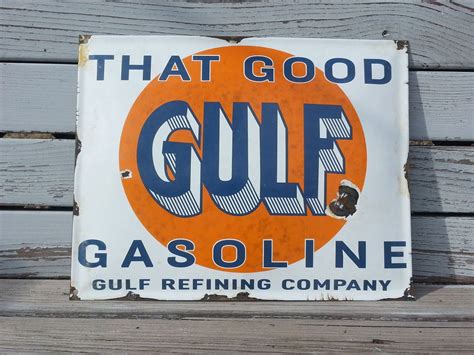 THAT GOOD
GULF
GASOLINE
GULF REFINING COMPANY